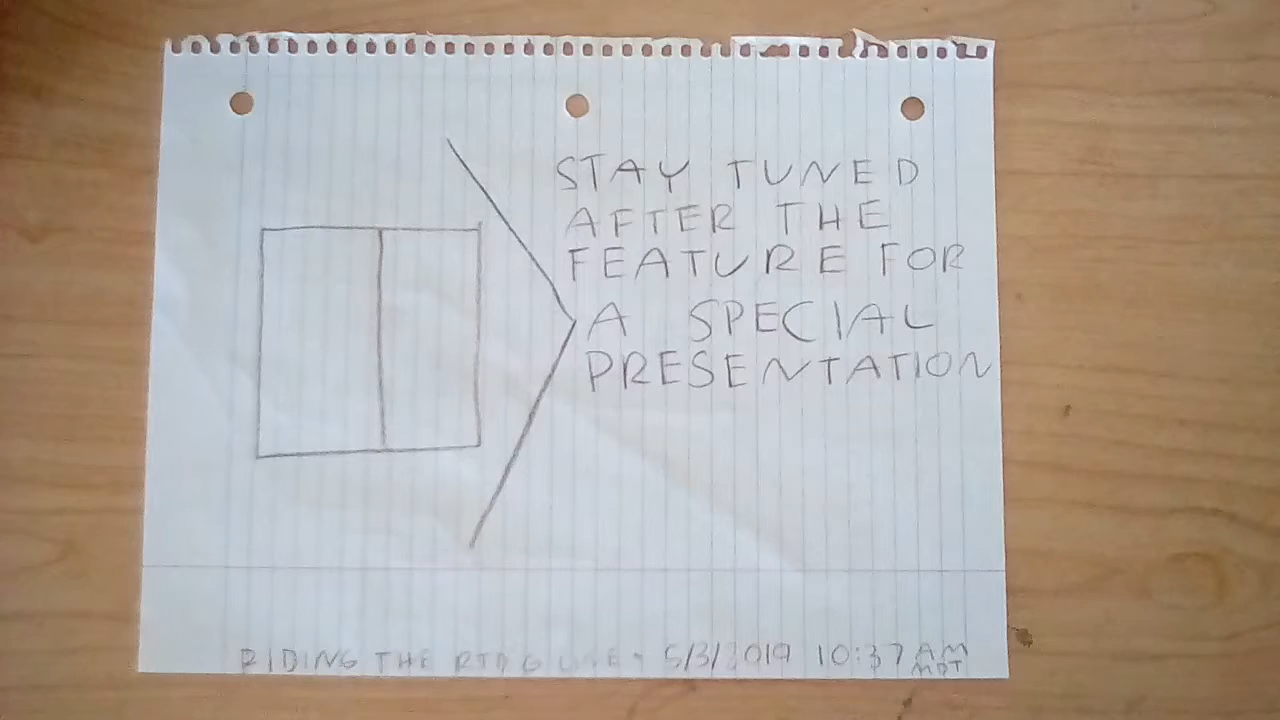 STAY TUNED
AFTER THE
FEATURE FOR
A SPECIAL
PRESENTATION
RIDING THE RTD G LINE - 5/3/2019 10:37 AM
MDT